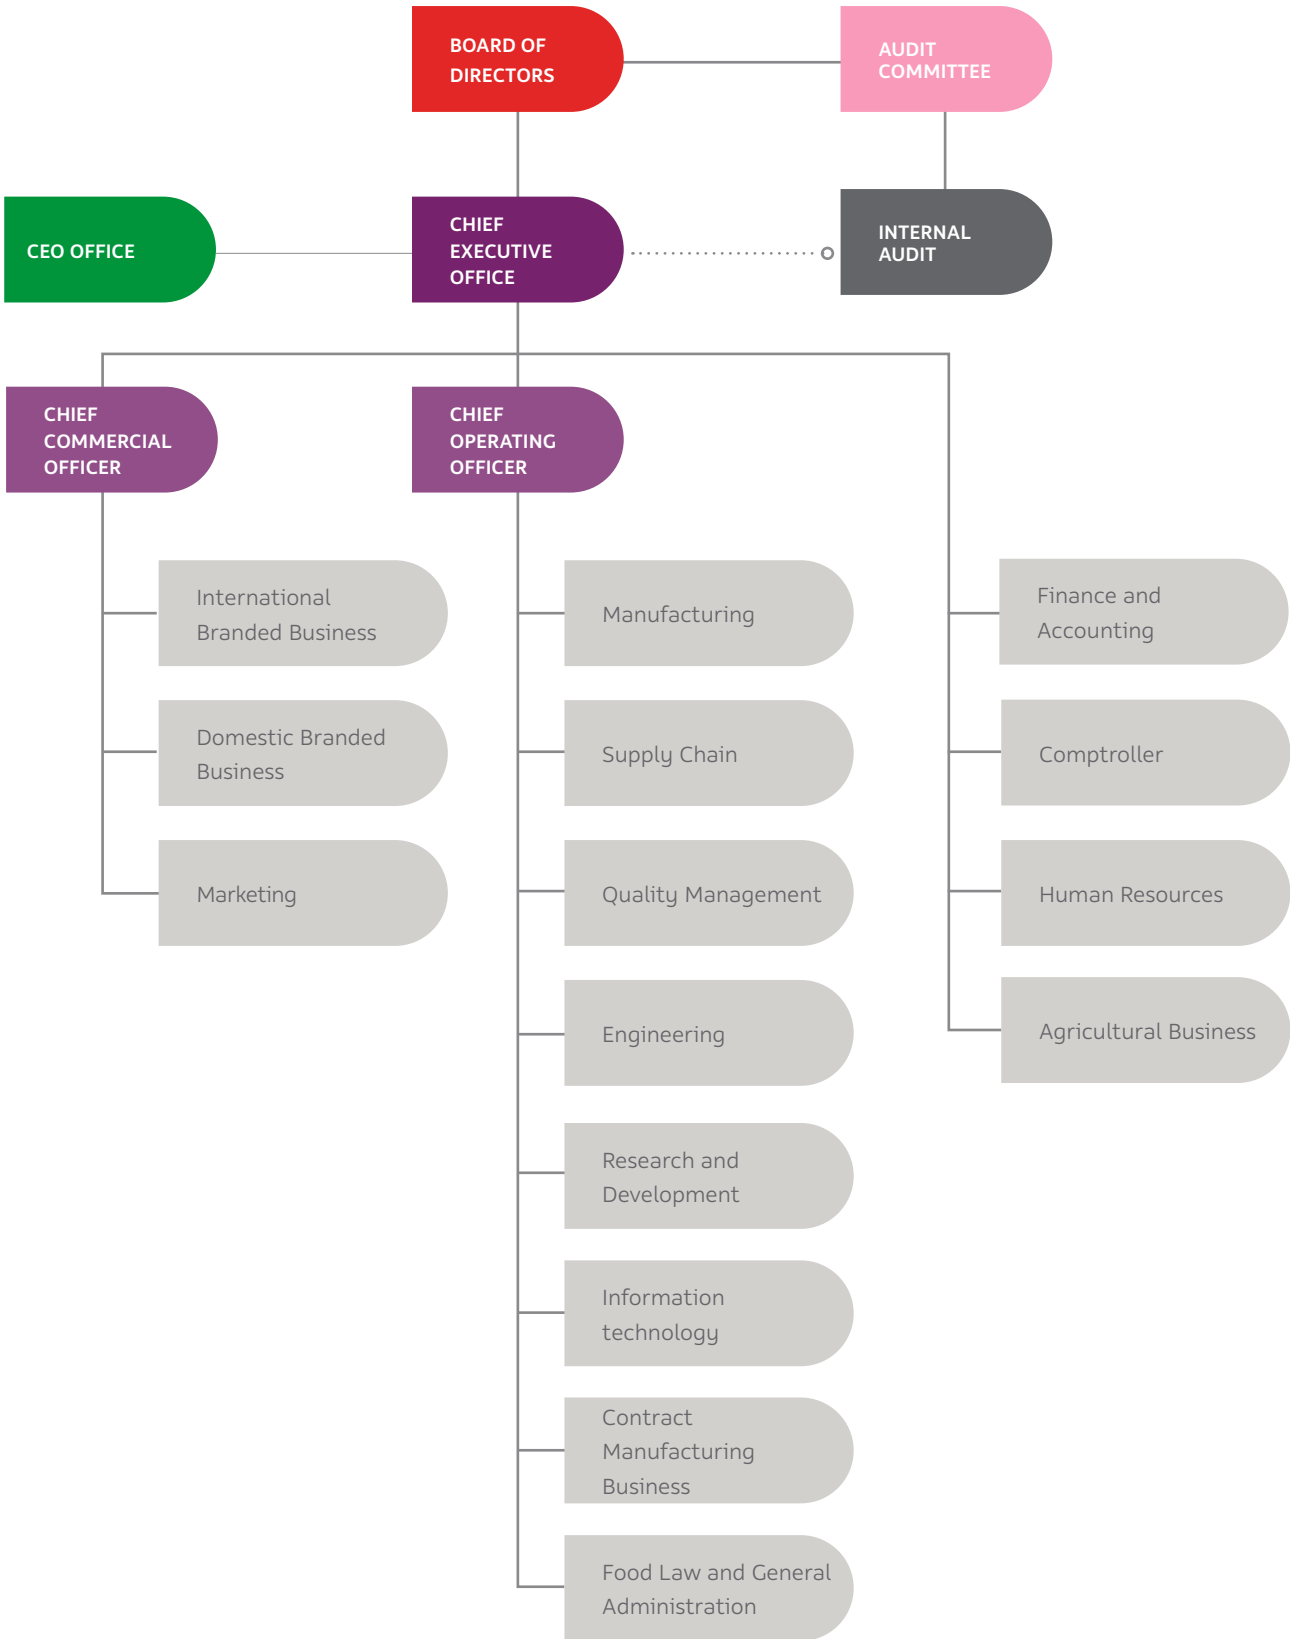 BOARD OF
DIRECTORS
AUDIT
COMMITTEE
CEO OFFICE
CHIEF
EXECUTIVE
OFFICE
INTERNAL
AUDIT
CHIEF
COMMERCIAL
OFFICER
CHIEF
OPERATING
OFFICER
International
Branded Business
Domestic Branded
Business
Marketing
Manufacturing
Supply Chain
Quality Management
Engineering
Research and
Development
Information
technology
Contract
Manufacturing
Business
Food Law and General
Administration
Finance and
Accounting
Comptroller
Human Resources
Agricultural Business